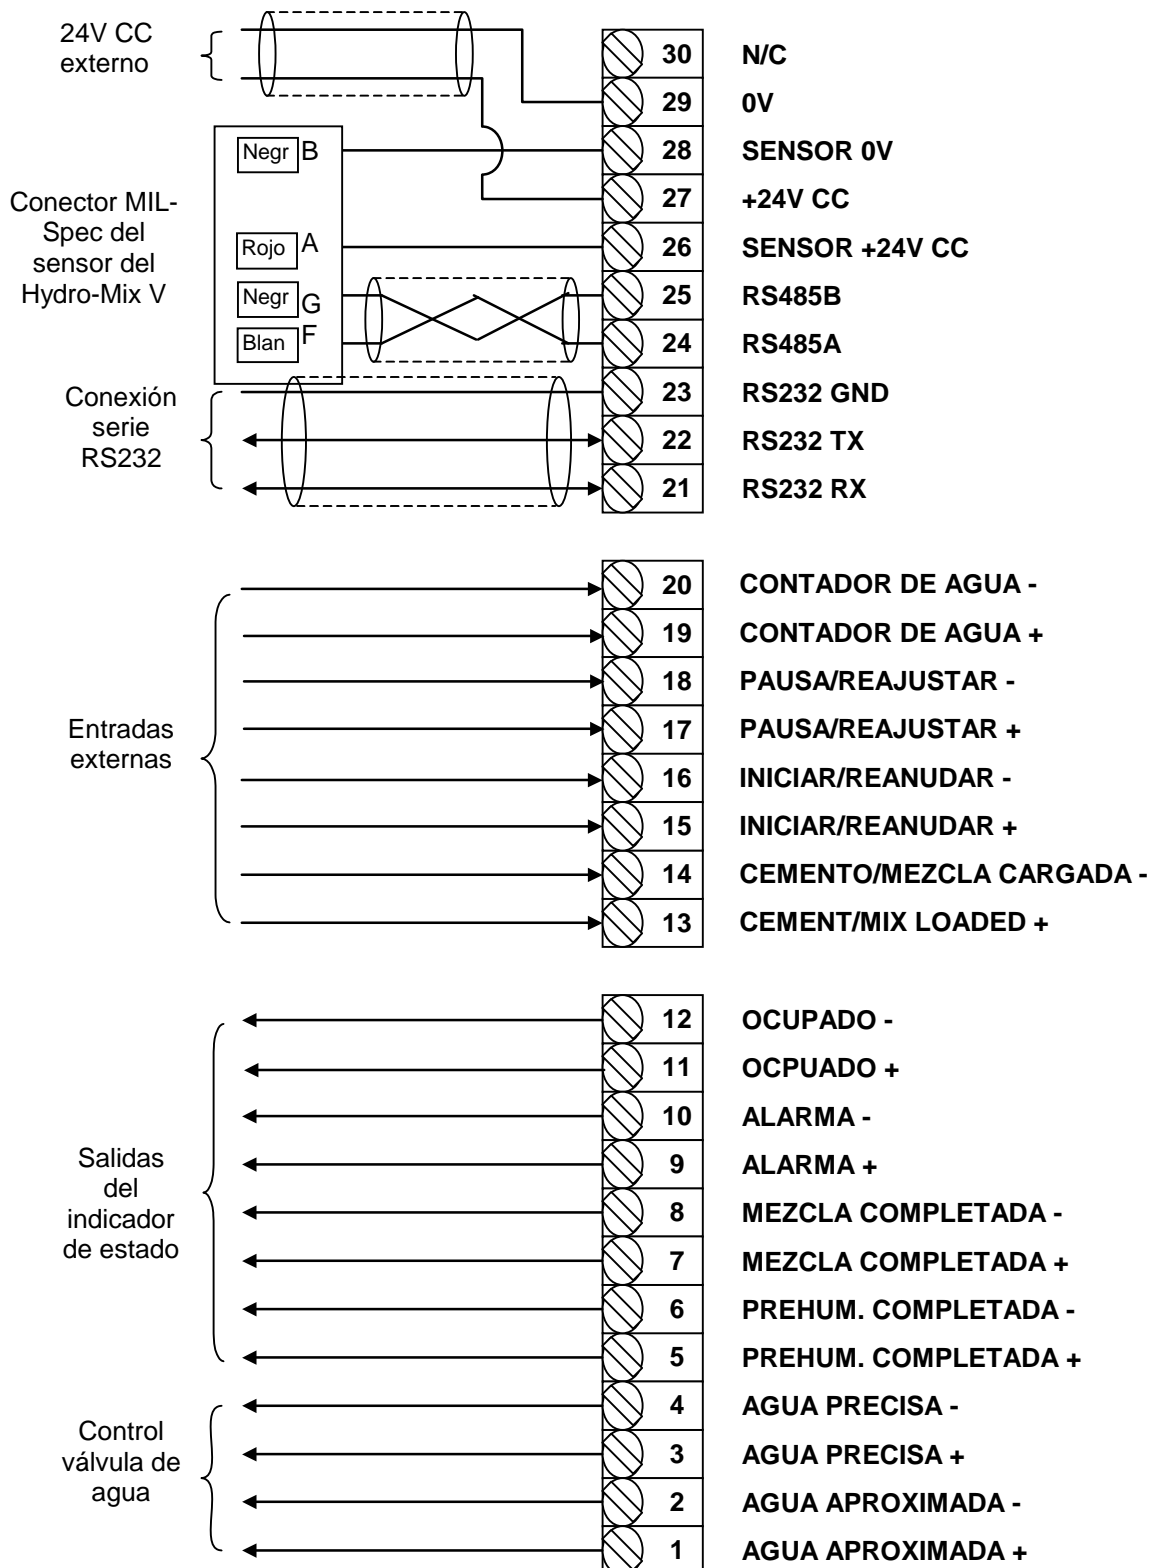 24V CC
externo
30 N/C
29 0V
28 SENSOR 0V
27 +24V CC
26 SENSOR +24V CC
25 RS485B
24 RS485A
23 RS232 GND
22 RS232 TX
21 RS232 RX
Conector MIL-
Spec del
sensor del
Hydro-Mix V
Negr B
Rojo A
Negr G
Blan F
Conexión
serie
RS232
20 CONTADOR DE AGUA -
19 CONTADOR DE AGUA +
18 PAUSA/REAJUSTAR -
17 PAUSA/REAJUSTAR +
16 INICIAR/REANUDAR -
15 INICIAR/REANUDAR +
14 CEMENTO/MEZCLA CARGADA -
13 CEMENT/MIX LOADED +
Entradas
externas
12 OCUPADO -
11 OCPUADO +
10 ALARMA -
9 ALARMA +
8 MEZCLA COMPLETADA -
7 MEZCLA COMPLETADA +
6 PREHUM. COMPLETADA -
5 PREHUM. COMPLETADA +
Salidas
del
indicador
de estado
4 AGUA PRECISA -
3 AGUA PRECISA +
2 AGUA APROXIMADA -
1 AGUA APROXIMADA +
Control
válvula de
agua